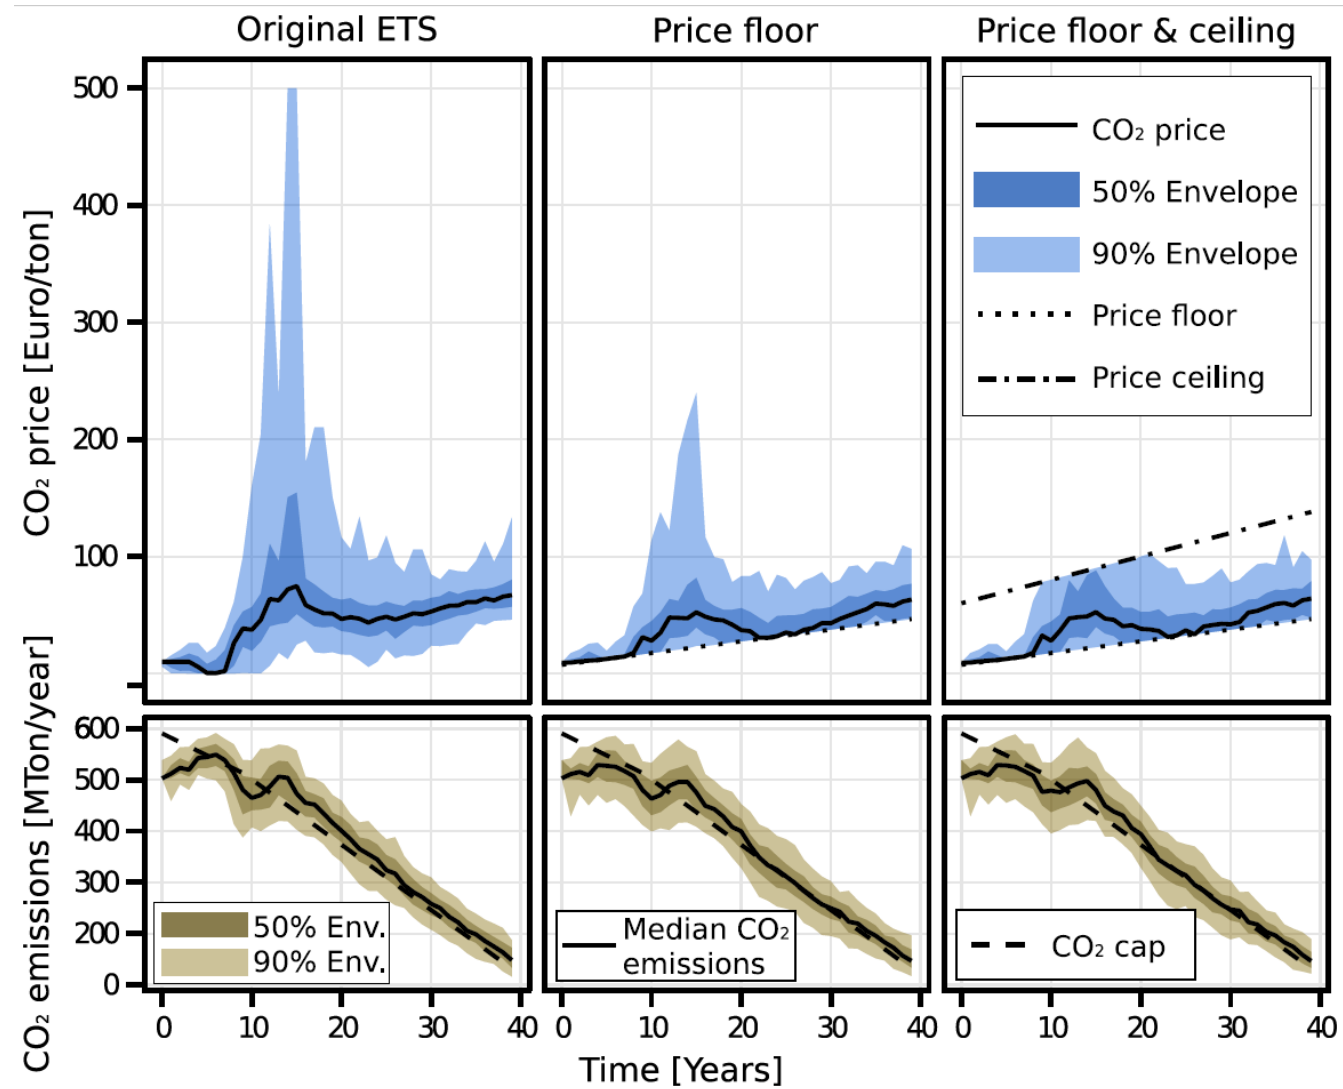 Original ETS
Price floor
Price floor & ceiling
CO₂ price [Euro/ton]
500
400
300
200
100
CO₂ price
50% Envelope
90% Envelope
Price floor
Price ceiling
CO₂ emissions [MTon/year]
600
500
400
300
200
0
50% Env.
90% Env.
Median CO₂
emissions
CO₂ cap
0 10 20 30 40
0 10 20 30 40
0 10 20 30 40
Time [Years]